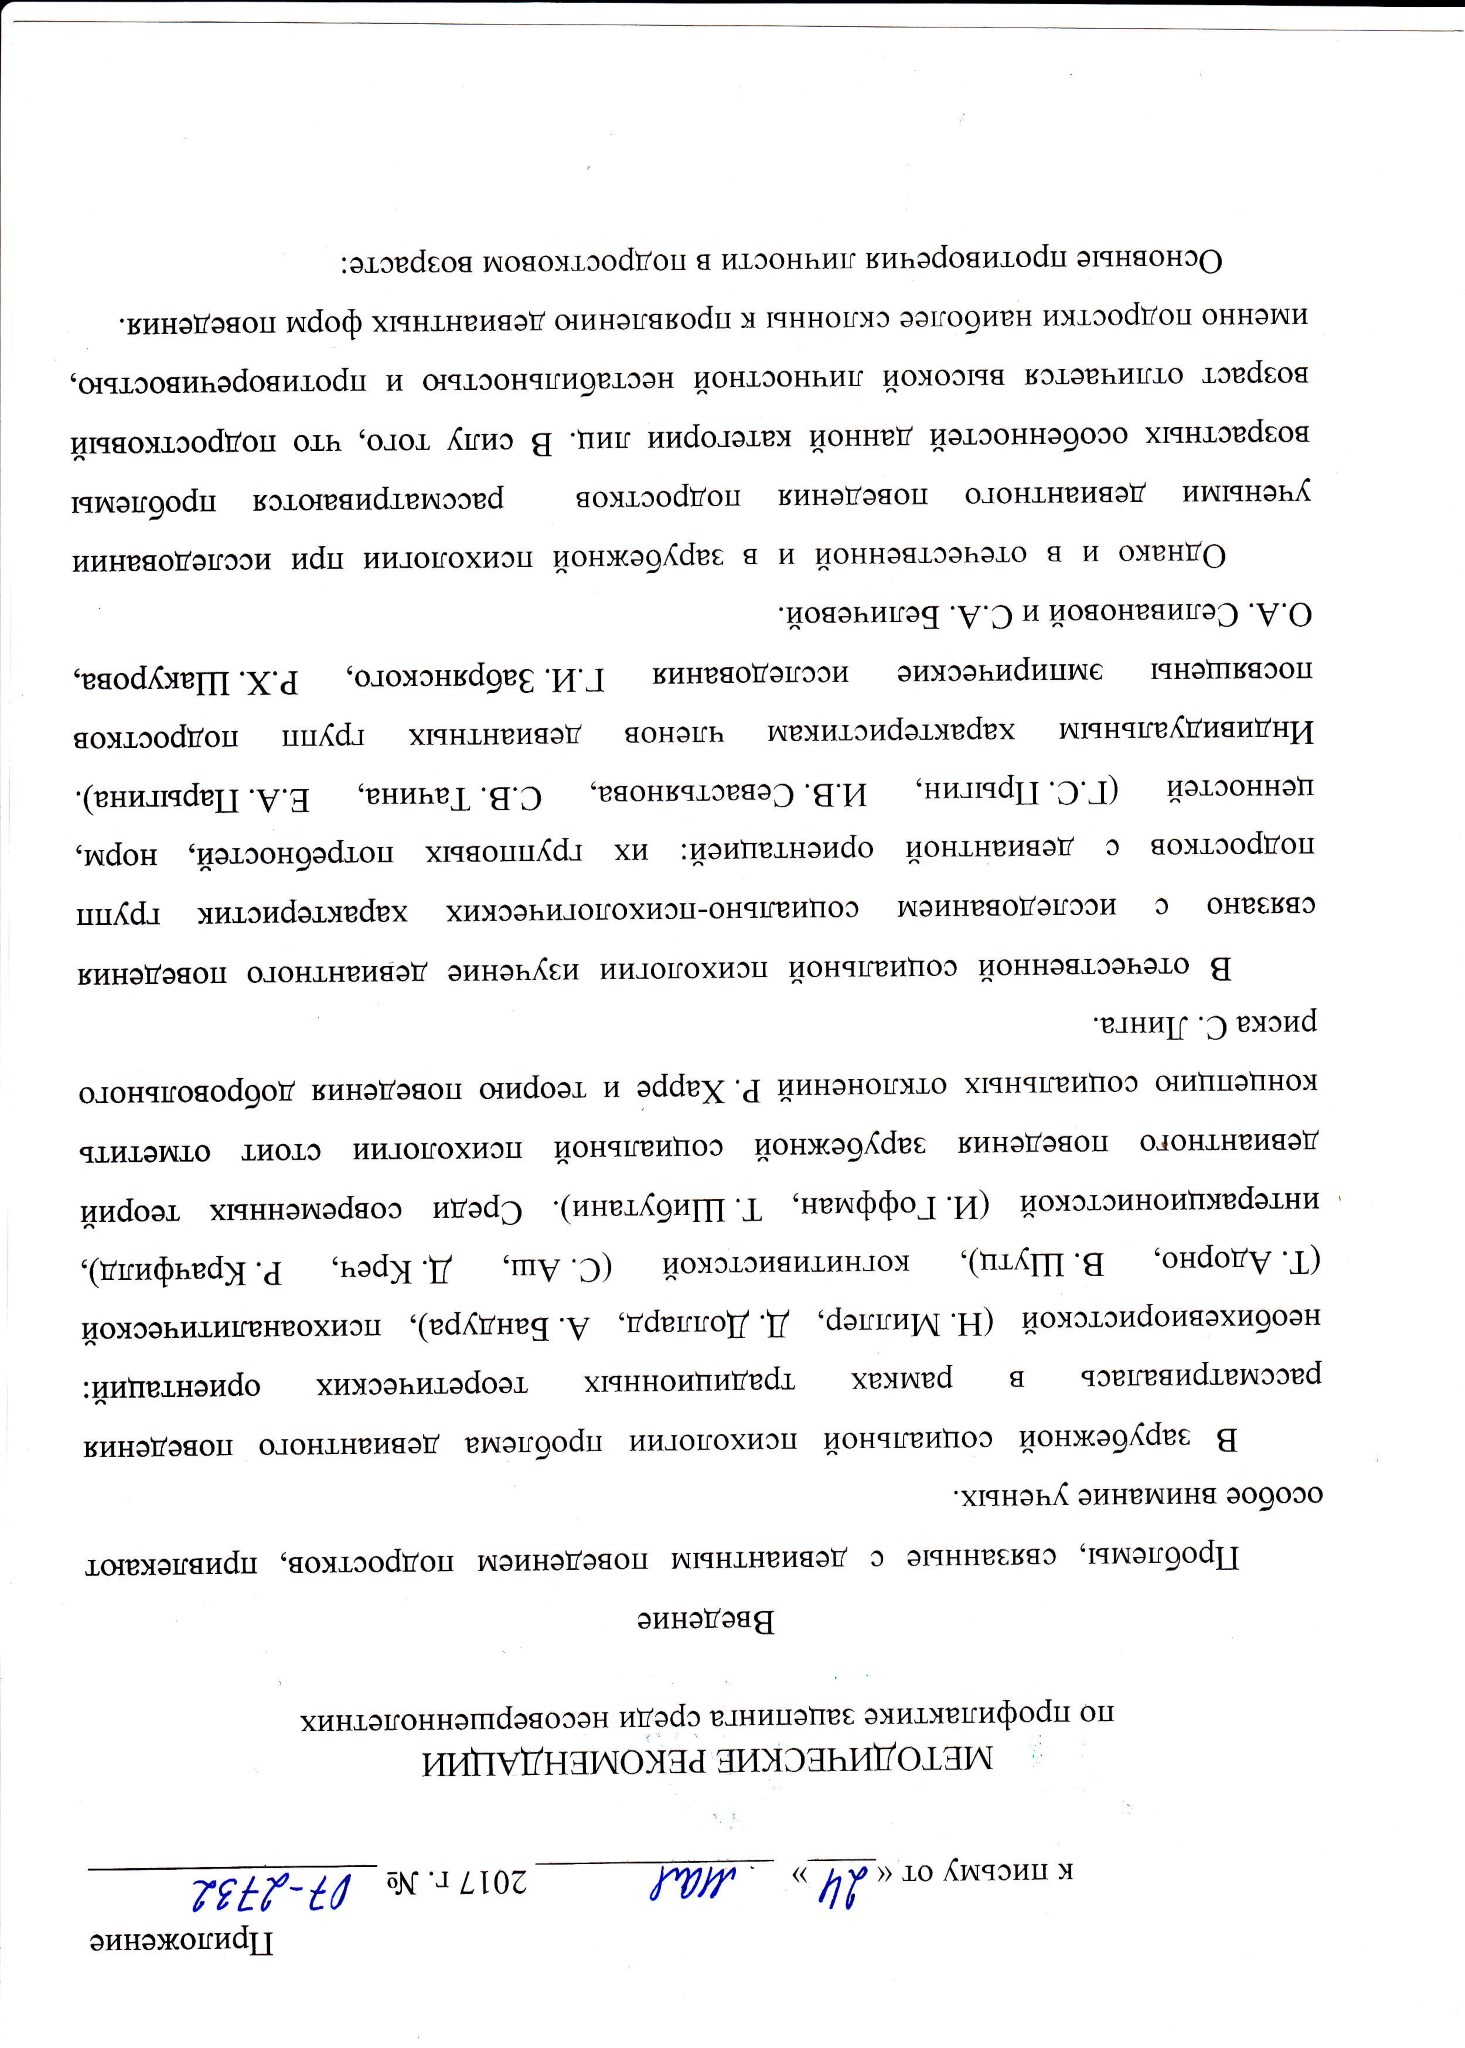 Приложение
к письму от «24» мая 2017 г. № 07-2732
МЕТОДИЧЕСКИЕ РЕКОМЕНДАЦИИ
по профилактике зацепинга среди несовершеннолетних
Введение
Проблемы, связанные с девиантным поведением подростков, привлекают
особое внимание ученых.
В зарубежной социальной психологии проблема девиантного поведения
рассматривалась в рамках традиционных теоретических ориентаций:
необихевиористской (Н. Миллер, Д. Доллард, А. Бандура), психоаналитической
(Т. Адорно, В. Шутц), когнитивистской (С. Аш, Д. Креч, Р. Крачфилд),
интеракционистской (И. Гоффман, Т. Шибутани). Среди современных теорий
девиантного поведения зарубежной социальной психологии стоит отметить
концепцию социальных отклонений Р. Харре и теорию поведения добровольного
риска С. Линга.
В отечественной социальной психологии изучение девиантного поведения
связано с исследованием социально-психологических характеристик групп
подростков с девиантной ориентацией: их групповых потребностей, норм,
ценностей (Г.С. Прыгин, И.В. Севастьянова, С.В. Тачина, Е.А. Парыгина).
Индивидуальным характеристикам членов девиантных групп подростков
посвящены эмпирические исследования Г.И. Забрянского, Р.Х. Шакурова,
О.А. Селивановой и С.А. Беличевой.
Однако и в отечественной и в зарубежной психологии при исследовании
учеными девиантного поведения подростков рассматриваются проблемы
возрастных особенностей данной категории лиц. В силу того, что подростковый
возраст отличается высокой личностной нестабильностью и противоречивостью,
именно подростки наиболее склонны к проявлению девиантных форм поведения.
Основные противоречия личности в подростковом возрасте: